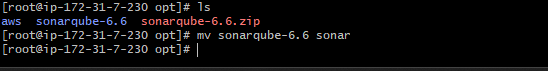 [root@ip-172-31-7-230 opt]# ls
aws  sonarqube-6.6  sonarqube-6.6.zip
[root@ip-172-31-7-230 opt]# mv sonarqube-6.6 sonar
[root@ip-172-31-7-230 opt]#